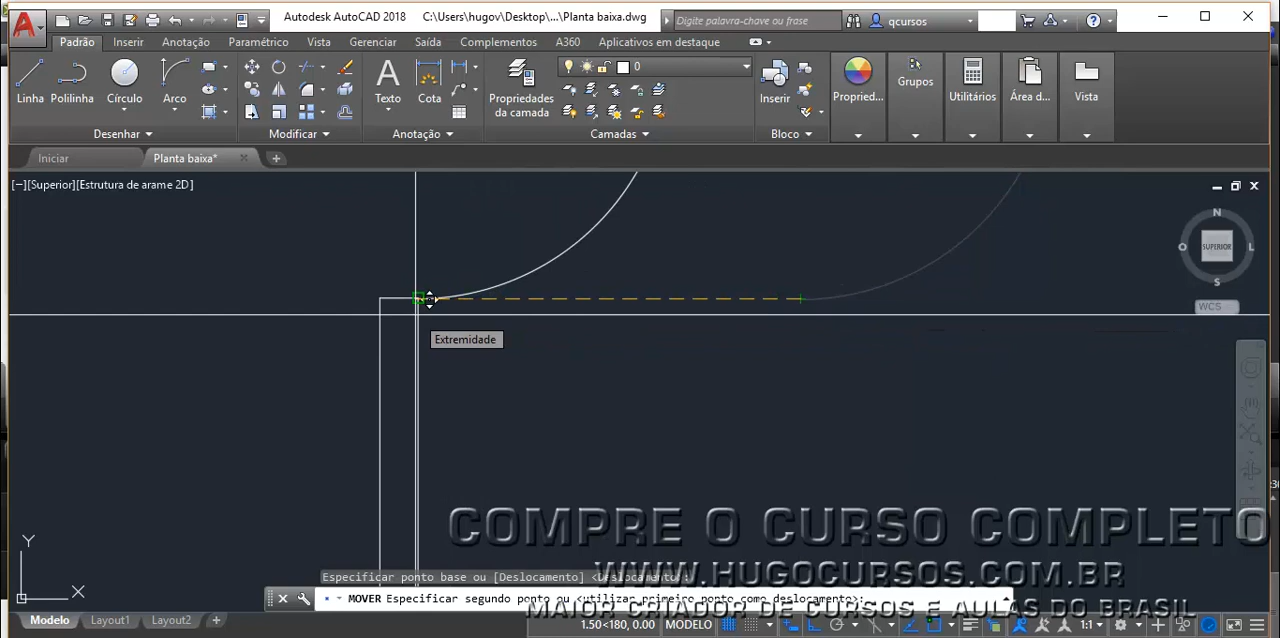 Autodesk AutoCAD 2018 C:\Users\hugov\Desktop\...\Planta baixa.dwg
Digite palavra-chave ou frase
qcursos
Padrão Inserir Anotação Paramétrico Vista Gerenciar Saída Complementos A360 Aplicativos em destaque
0
Linha Polilinha Círculo Arco
Texto Cota
Propriedades
da camada
Inserir
Propried... Grupos Utilitários Área d... Vista
Desenhar Modificar Anotação Camadas Bloco
Iniciar Planta baixa*
[−][Superior][Estrutura de arame 2D]
N
O SUPERIOR L
S
WCS
Extremidade
COMPRE O CURSO COMPLETO
Y
X
WWW.HUGOCURSOS.COM.BR
Especificar ponto base ou [Deslocamento] <Deslocamento>:
MOVER Especificar segundo ponto ou <utilizar primeiro ponto como deslocamento>:
MAIOR CRIADOR DE CURSOS E AULAS DO BRASIL
Modelo Layout1 Layout2
1.50<180, 0.00 MODELO 1:1